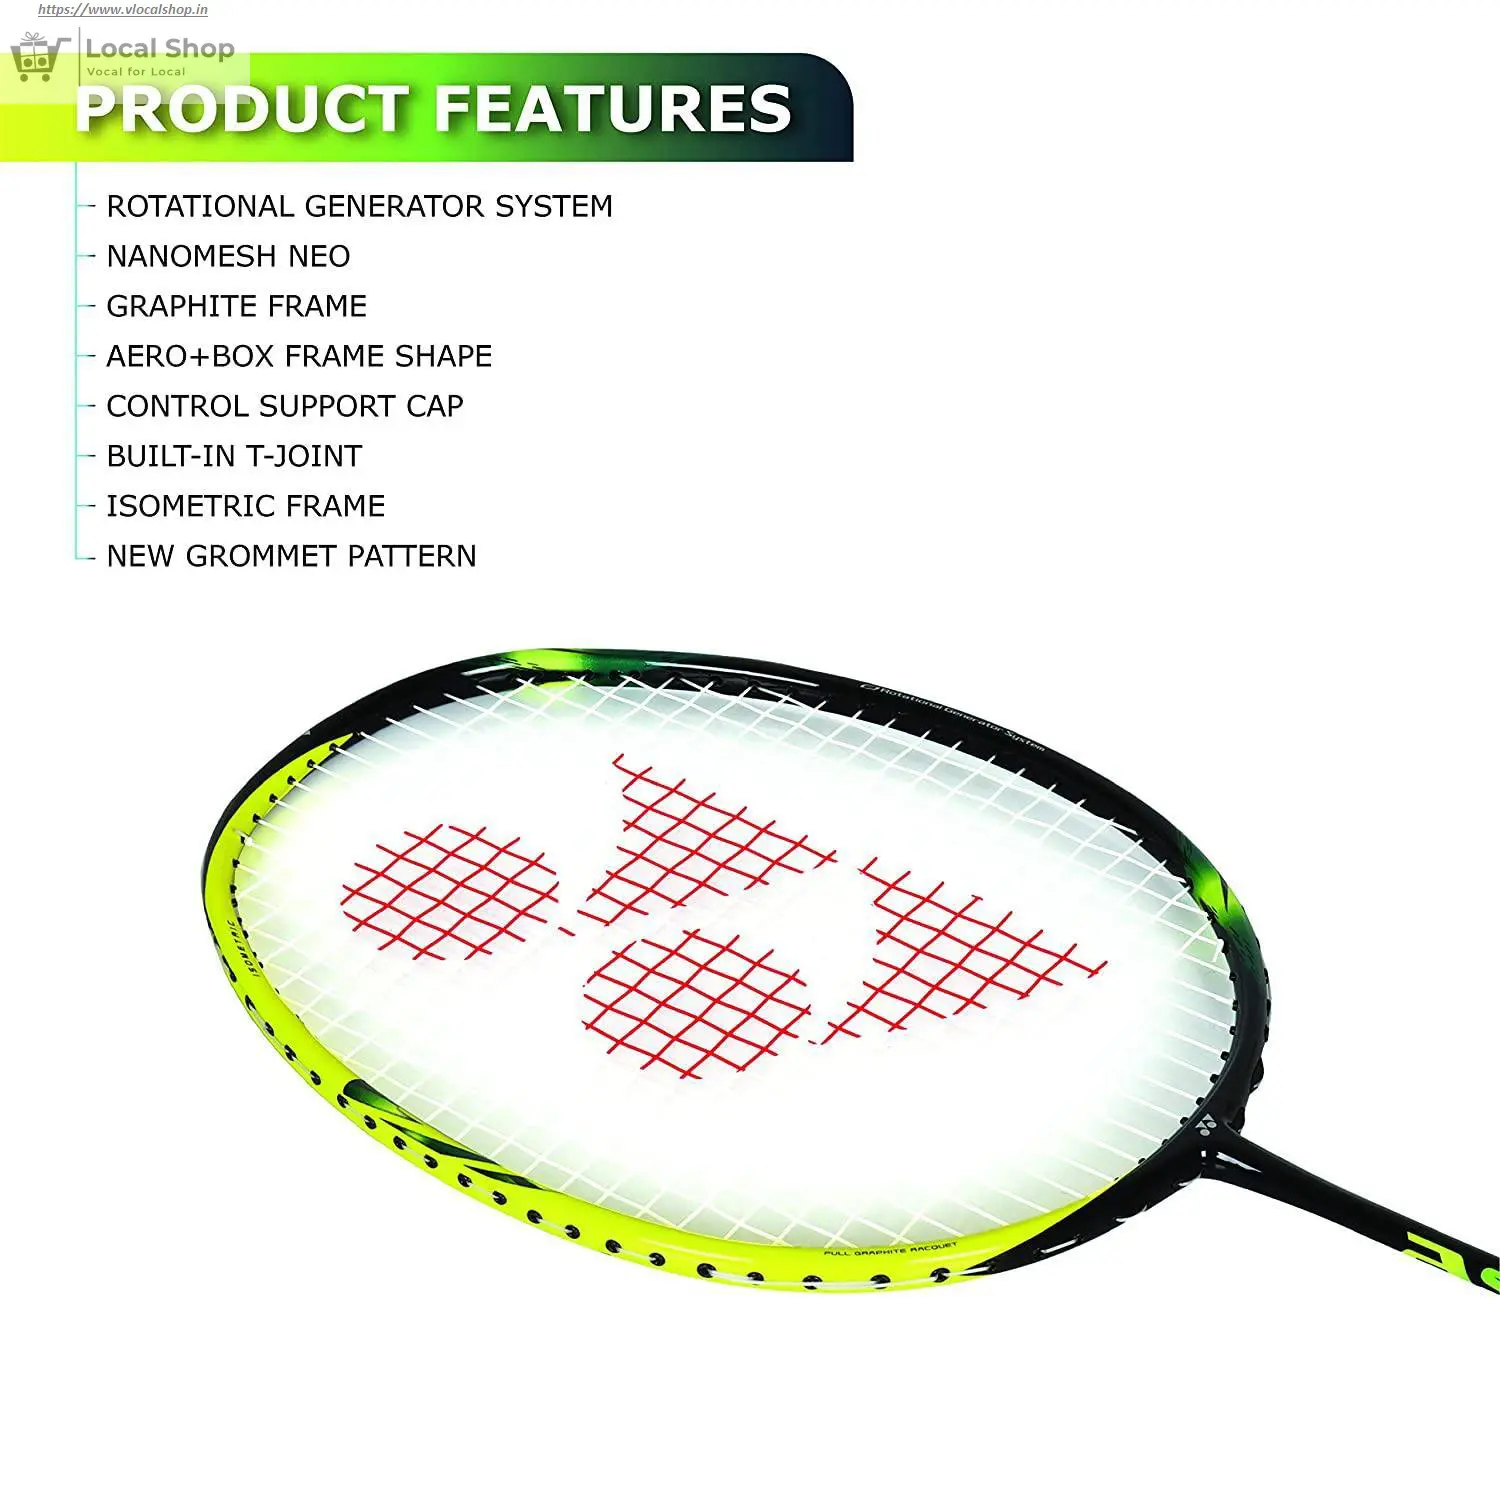 https://www.vlocalshop.in
Local Shop
Vocal for Local
PRODUCT FEATURES
ROTATIONAL GENERATOR SYSTEM
NANOMESH NEO
GRAPHITE FRAME
AERO+BOX FRAME SHAPE
CONTROL SUPPORT CAP
BUILT-IN T-JOINT
ISOMETRIC FRAME
NEW GROMMET PATTERN
Rotational Generator System
ISOMETRIC
FULL GRAPHITE RACQUET